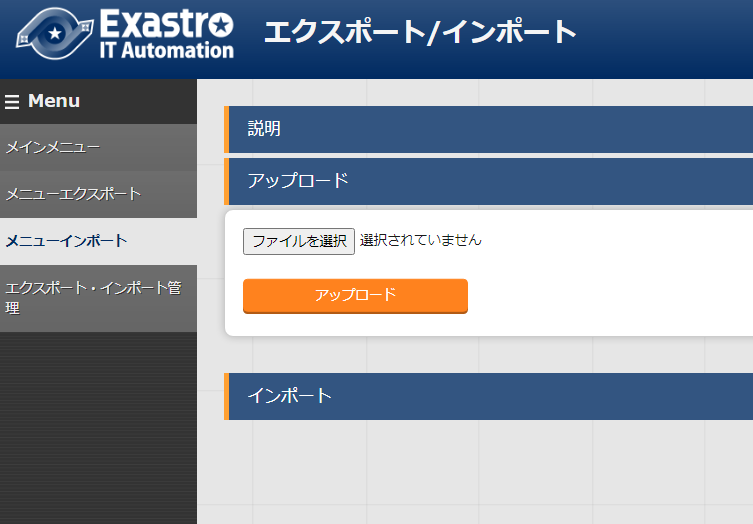 Exastro
IT Automation
エクスポート/インポート
Menu
メインメニュー
メニューエクスポート
メニューインポート
エクスポート・インポート管
理
説明
アップロード
ファイルを選択 選択されていません
アップロード
インポート